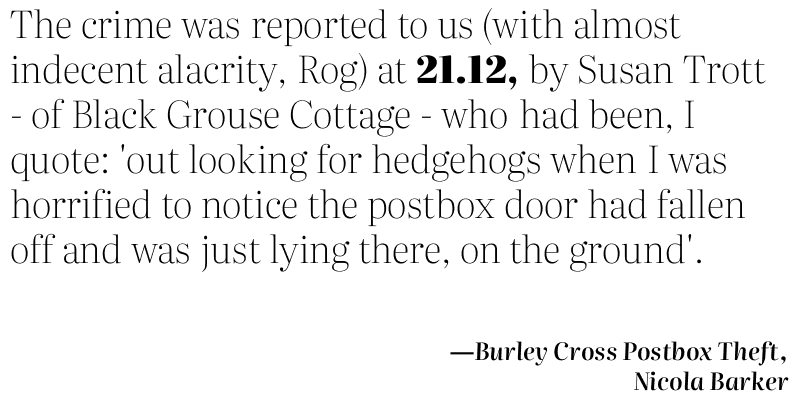 The crime was reported to us (with almost
indecent alacrity, Rog) at 21.12, by Susan Trott
- of Black Grouse Cottage - who had been, I
quote: 'out looking for hedgehogs when I was
horrified to notice the postbox door had fallen
off and was just lying there, on the ground'.
—Burley Cross Postbox Theft,
Nicola Barker